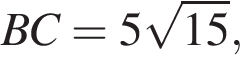 BC = 5√15,